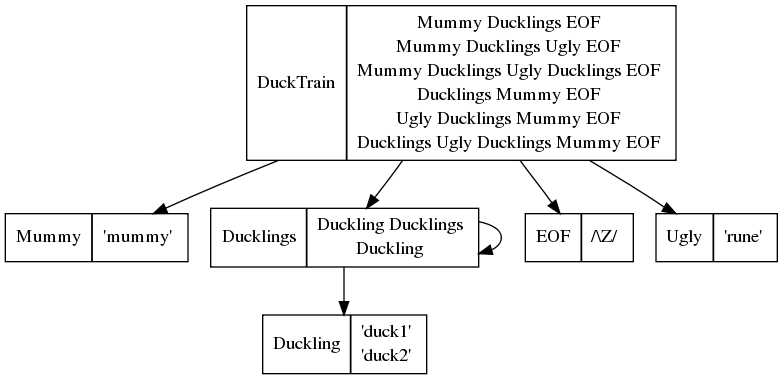 DuckTrain
Mummy Ducklings EOF
Mummy Ducklings Ugly EOF
Mummy Ducklings Ugly Ducklings EOF
Ducklings Mummy EOF
Ugly Ducklings Mummy EOF
Ducklings Ugly Ducklings Mummy EOF
Mummy
'mummy'
Ducklings
Duckling Ducklings
Duckling
EOF
/\Z/
Ugly
'rune'
Duckling
'duck1'
'duck2'